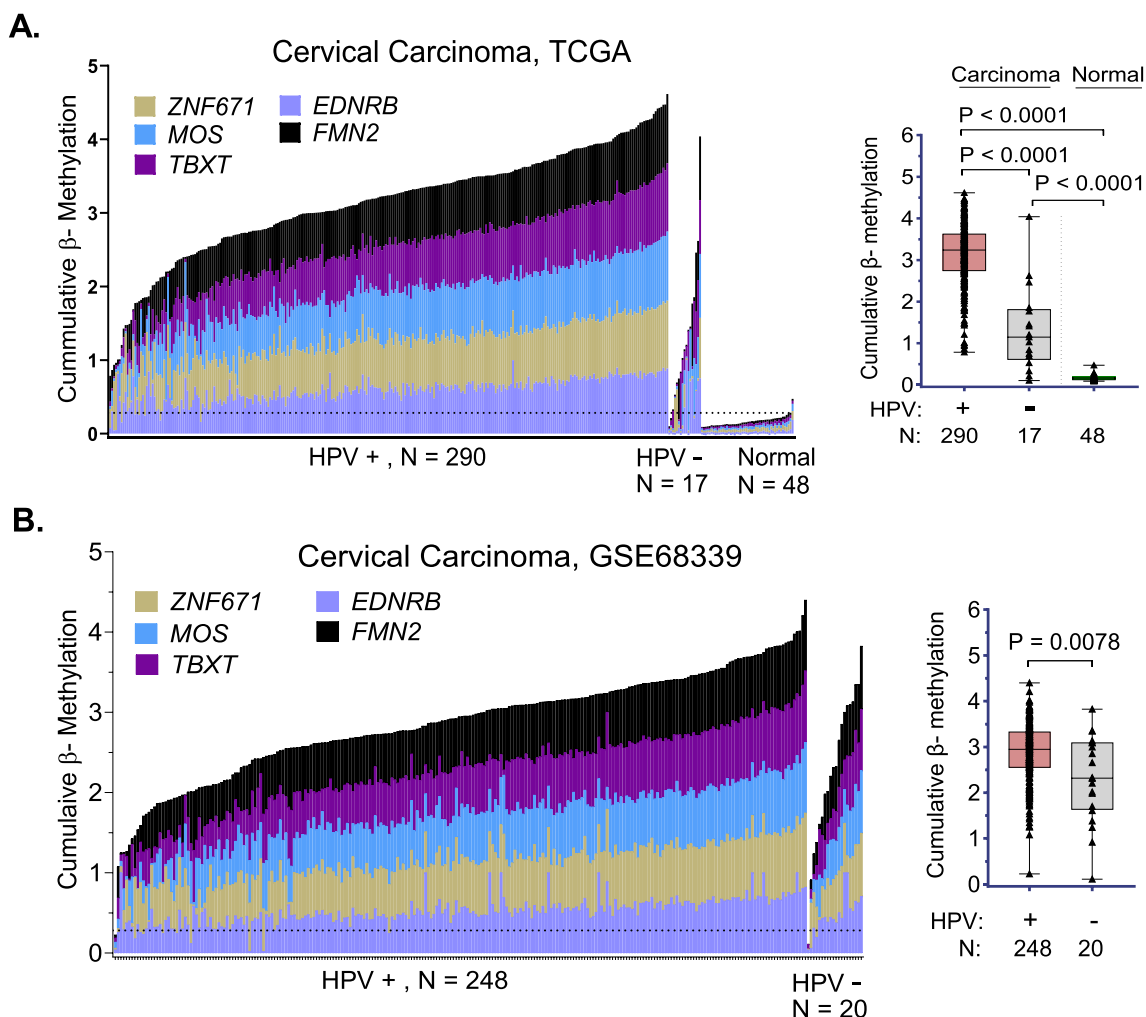 A.
Cervical Carcinoma, TCGA
Cummulative β- Methylation
5
4
3
2
1
0
ZNF671
MOS
TBXT
EDNRB
FMN2
HPV + , N = 290
HPV -
N = 17
Normal
N = 48
Carcinoma Normal
P < 0.0001
P < 0.0001
P < 0.0001
Cumulative β- methylation
6
5
4
3
2
1
0
HPV: + -
N: 290 17 48
B.
Cervical Carcinoma, GSE68339
Cumulaive β- Methylation
5
4
3
2
1
0
ZNF671
MOS
TBXT
EDNRB
FMN2
HPV + , N = 248
HPV -
N = 20
P = 0.0078
Cumulative β- methylation
6
5
4
3
2
1
0
HPV: + -
N: 248 20